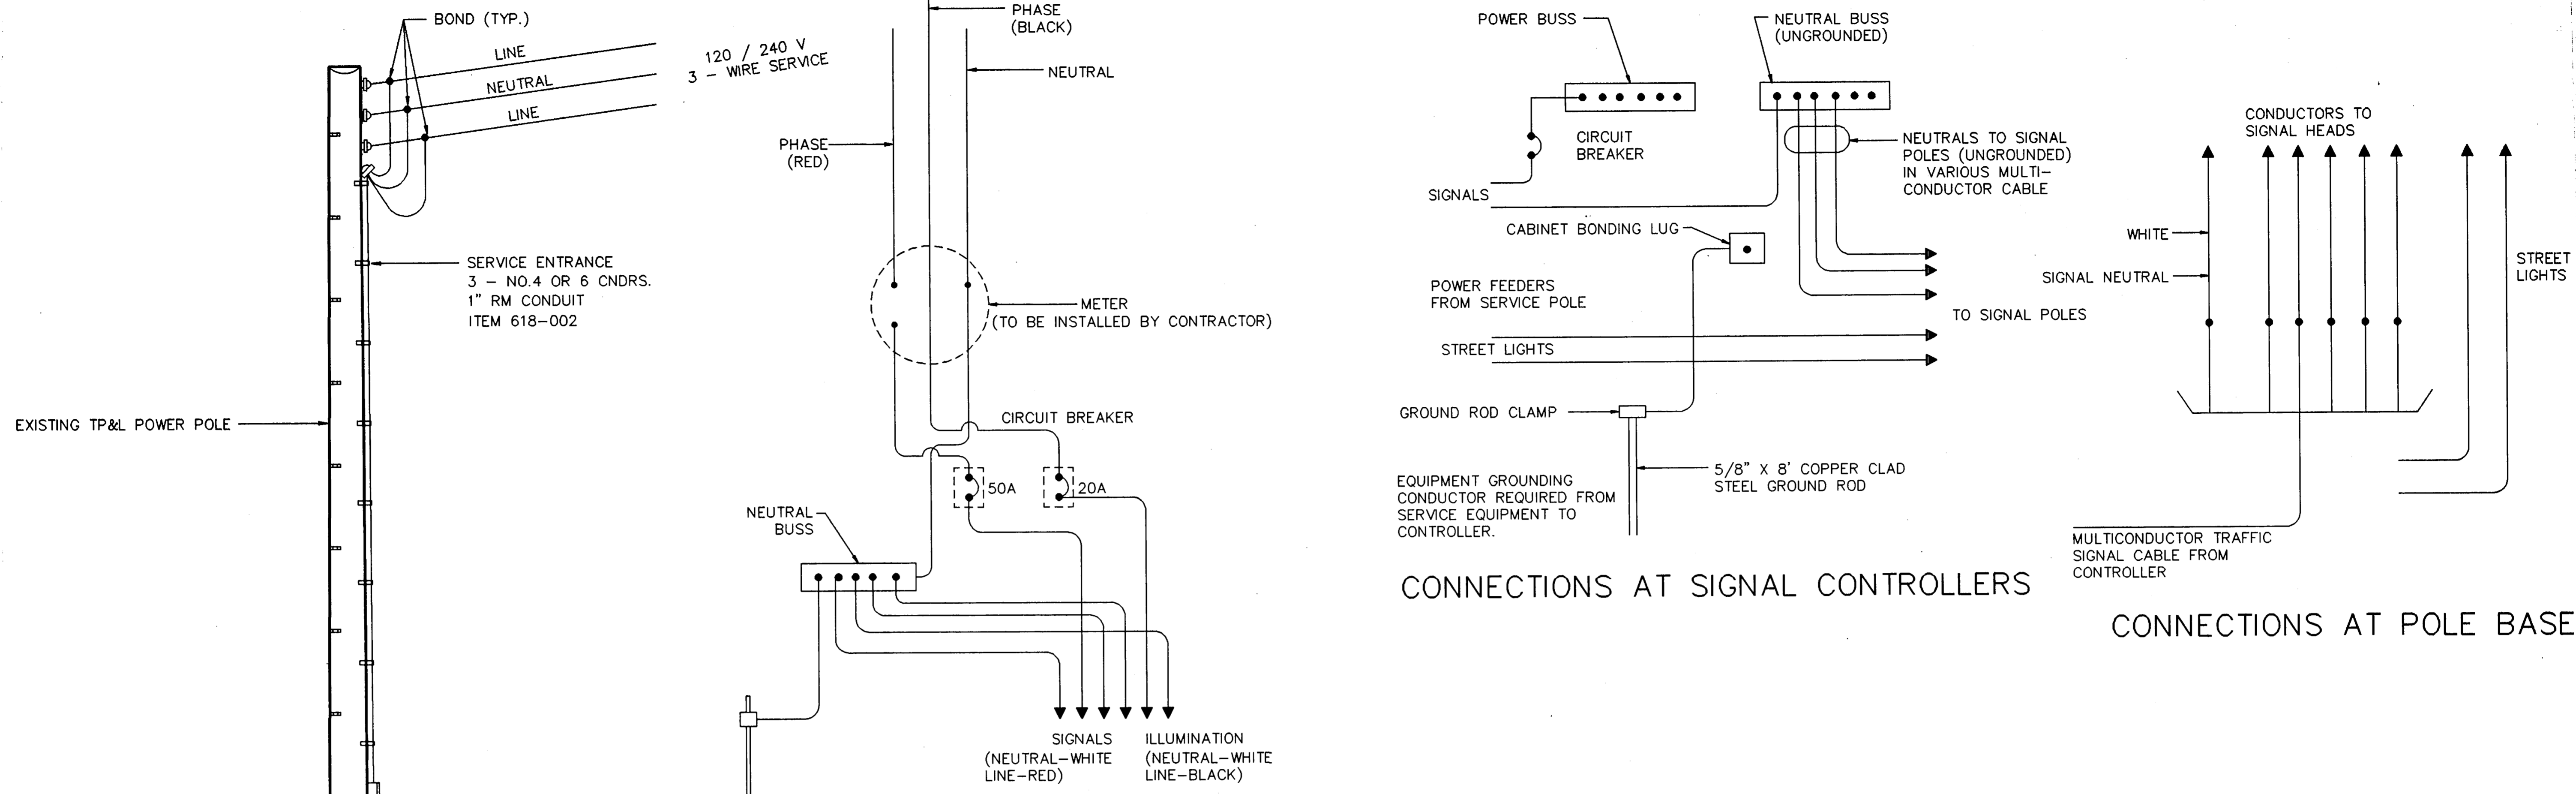 BOND (TYP.)
LINE
NEUTRAL
LINE
120 / 240 V
3 - WIRE SERVICE
SERVICE ENTRANCE
3 - NO.4 OR 6 CNDRS.
1" RM CONDUIT
ITEM 618-002
EXISTING TP&L POWER POLE
PHASE
(BLACK)
NEUTRAL
PHASE
(RED)
METER
(TO BE INSTALLED BY CONTRACTOR)
CIRCUIT BREAKER
50A
20A
NEUTRAL
BUSS
SIGNALS
(NEUTRAL-WHITE
LINE-RED)
ILLUMINATION
(NEUTRAL-WHITE
LINE-BLACK)
POWER BUSS
NEUTRAL BUSS
(UNGROUNDED)
CIRCUIT
BREAKER
NEUTRALS TO SIGNAL
POLES (UNGROUNDED)
IN VARIOUS MULTI-
CONDUCTOR CABLE
SIGNALS
CABINET BONDING LUG
POWER FEEDERS
FROM SERVICE POLE
TO SIGNAL POLES
STREET LIGHTS
GROUND ROD CLAMP
5/8" X 8' COPPER CLAD
STEEL GROUND ROD
EQUIPMENT GROUNDING
CONDUCTOR REQUIRED FROM
SERVICE EQUIPMENT TO
CONTROLLER.
CONNECTIONS AT SIGNAL CONTROLLERS
CONDUCTORS TO
SIGNAL HEADS
WHITE
SIGNAL NEUTRAL
STREET
LIGHTS
MULTICONDUCTOR TRAFFIC
SIGNAL CABLE FROM
CONTROLLER
CONNECTIONS AT POLE BASE